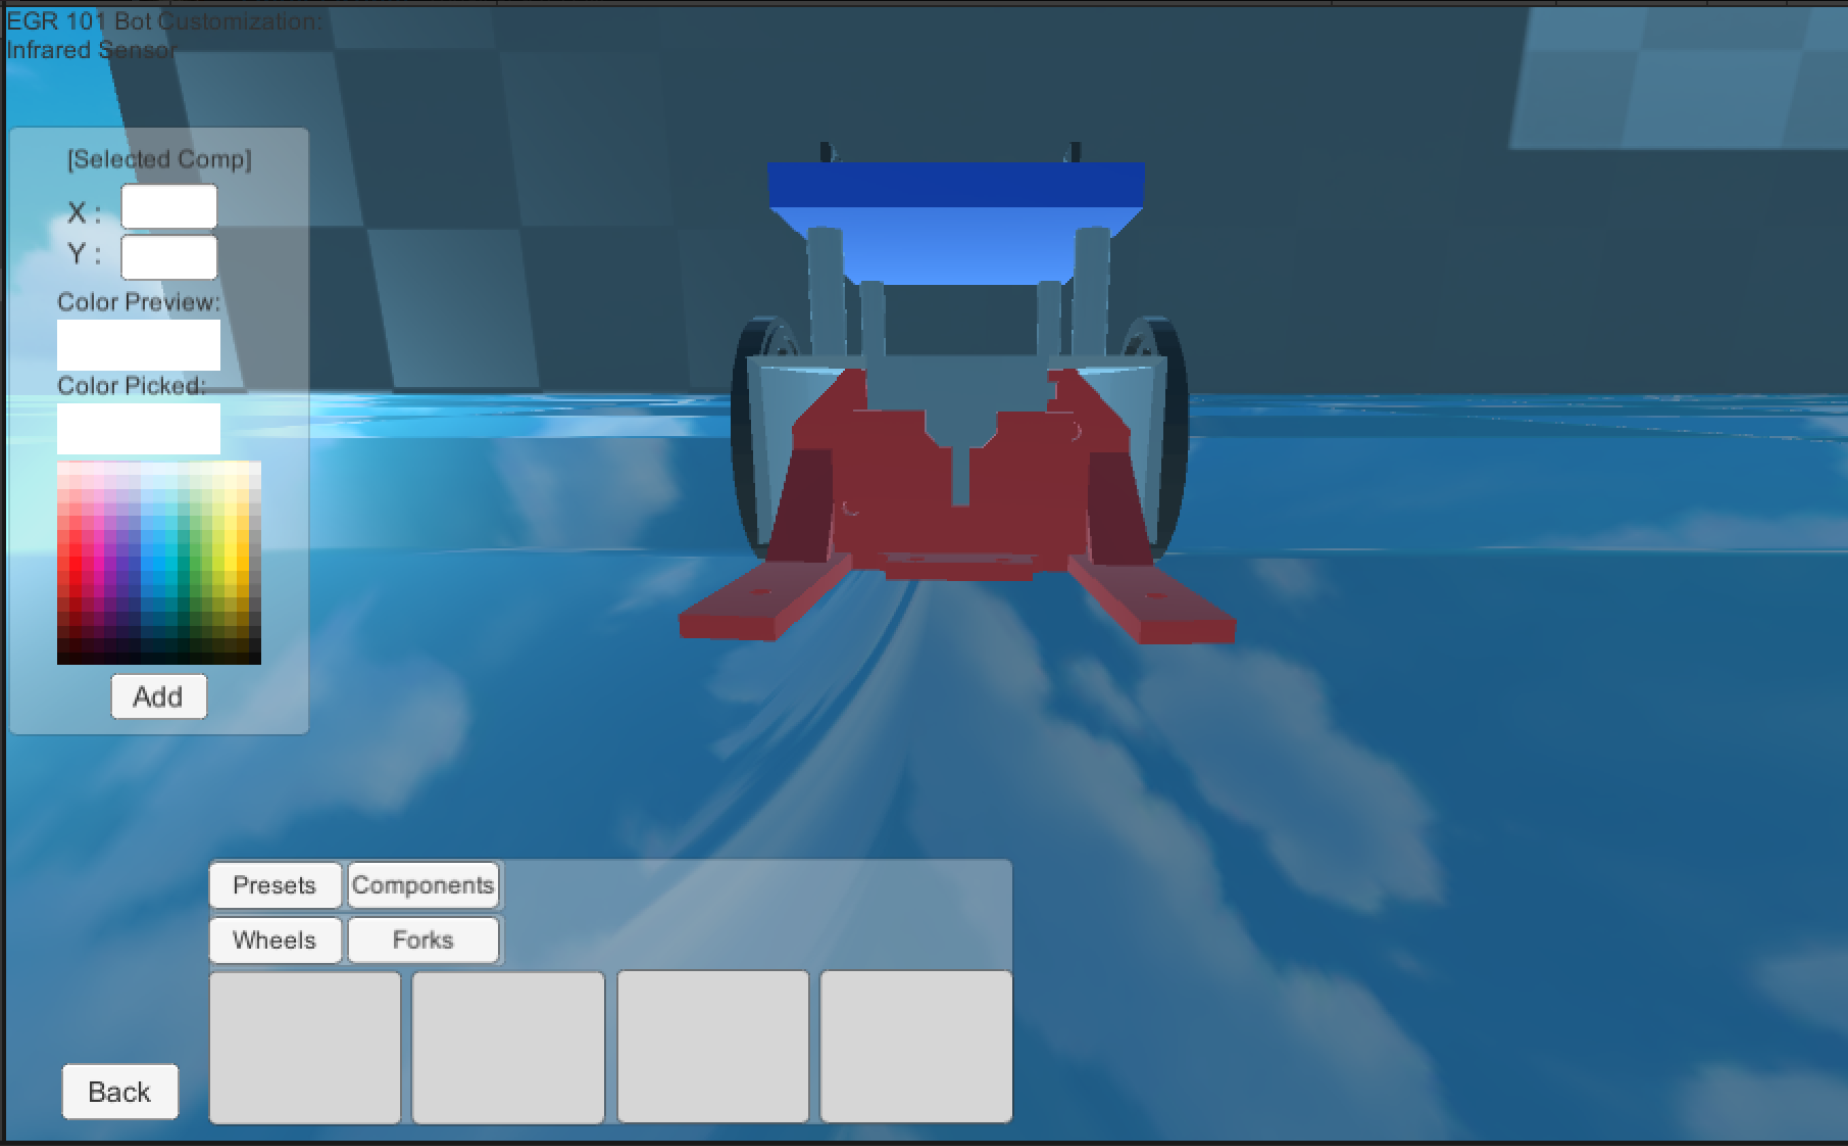 EGR 101 Bot Customization:
Infrared Sensor
[Selected Comp]
X :
Y :
Color Preview:
Color Picked:
Add
Presets
Components
Wheels
Forks
Back